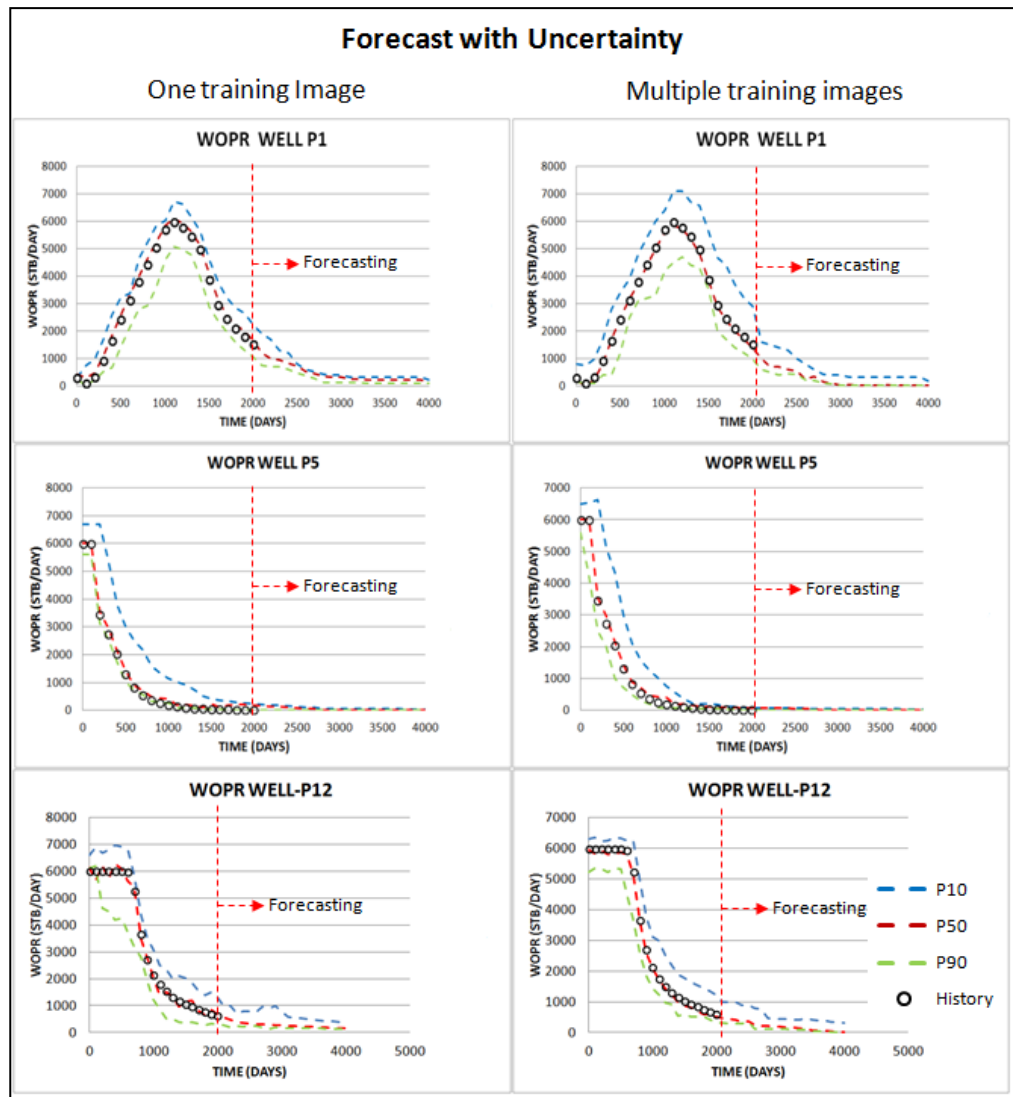 Forecast with Uncertainty
One training Image
Multiple training images
WOPR WELL P1
WOPR (STB/DAY)
8000
7000
6000
5000
4000
3000
2000
1000
0
Forecasting
0 500 1000 1500 2000 2500 3000 3500 4000
TIME (DAYS)
WOPR WELL P1
WOPR (STB/DAY)
8000
7000
6000
5000
4000
3000
2000
1000
0
Forecasting
0 500 1000 1500 2000 2500 3000 3500 4000
TIME (DAYS)
WOPR WELL P5
WOPR (STB/DAY)
8000
7000
6000
5000
4000
3000
2000
1000
0
Forecasting
0 500 1000 1500 2000 2500 3000 3500 4000
TIME (DAYS)
WOPR WELL P5
WOPR (STB/DAY)
7000
6000
5000
4000
3000
2000
1000
0
Forecasting
0 500 1000 1500 2000 2500 3000 3500 4000
TIME (DAYS)
WOPR WELL-P12
WOPR (STB/DAY)
8000
7000
6000
5000
4000
3000
2000
1000
0
Forecasting
0 1000 2000 3000 4000 5000
TIME (DAYS)
WOPR WELL-P12
WOPR (STB/DAY)
7000
6000
5000
4000
3000
2000
1000
0
Forecasting
0 1000 2000 3000 4000 5000
TIME (DAYS)
P10
P50
P90
History